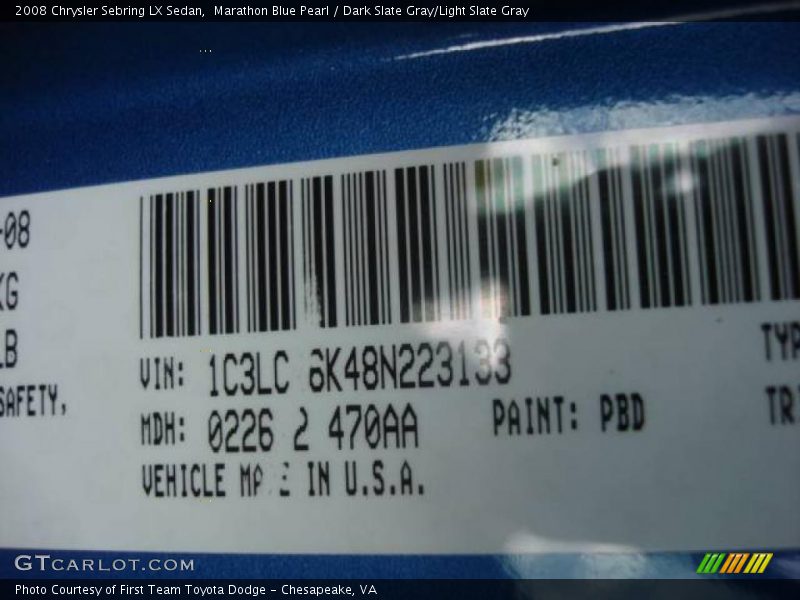 2008 Chrysler Sebring LX Sedan, Marathon Blue Pearl / Dark Slate Gray/Light Slate Gray
-08
KG
LB
SAFETY,
VIN: 1C3LC 6K48N223133
TYP
MDH: 0226 2 470AA PAINT: PBD
TR
VEHICLE IN U.S.A.
GTCARLOT.COM
Photo Courtesy of First Team Toyota Dodge - Chesapeake, VA